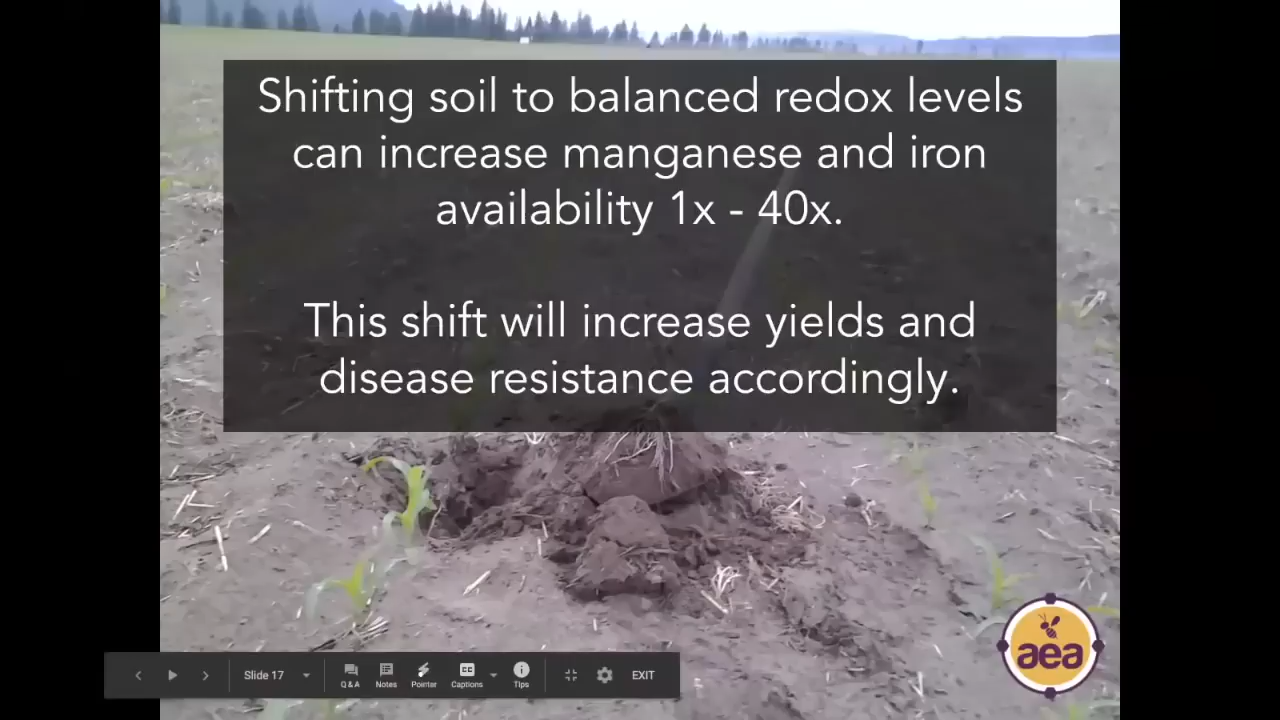 Shifting soil to balanced redox levels
can increase manganese and iron
availability 1x - 40x.
This shift will increase yields and
disease resistance accordingly.
aea
Slide 17
Q&A
Notes
Pointer
CC
Captions
Tips
EXIT